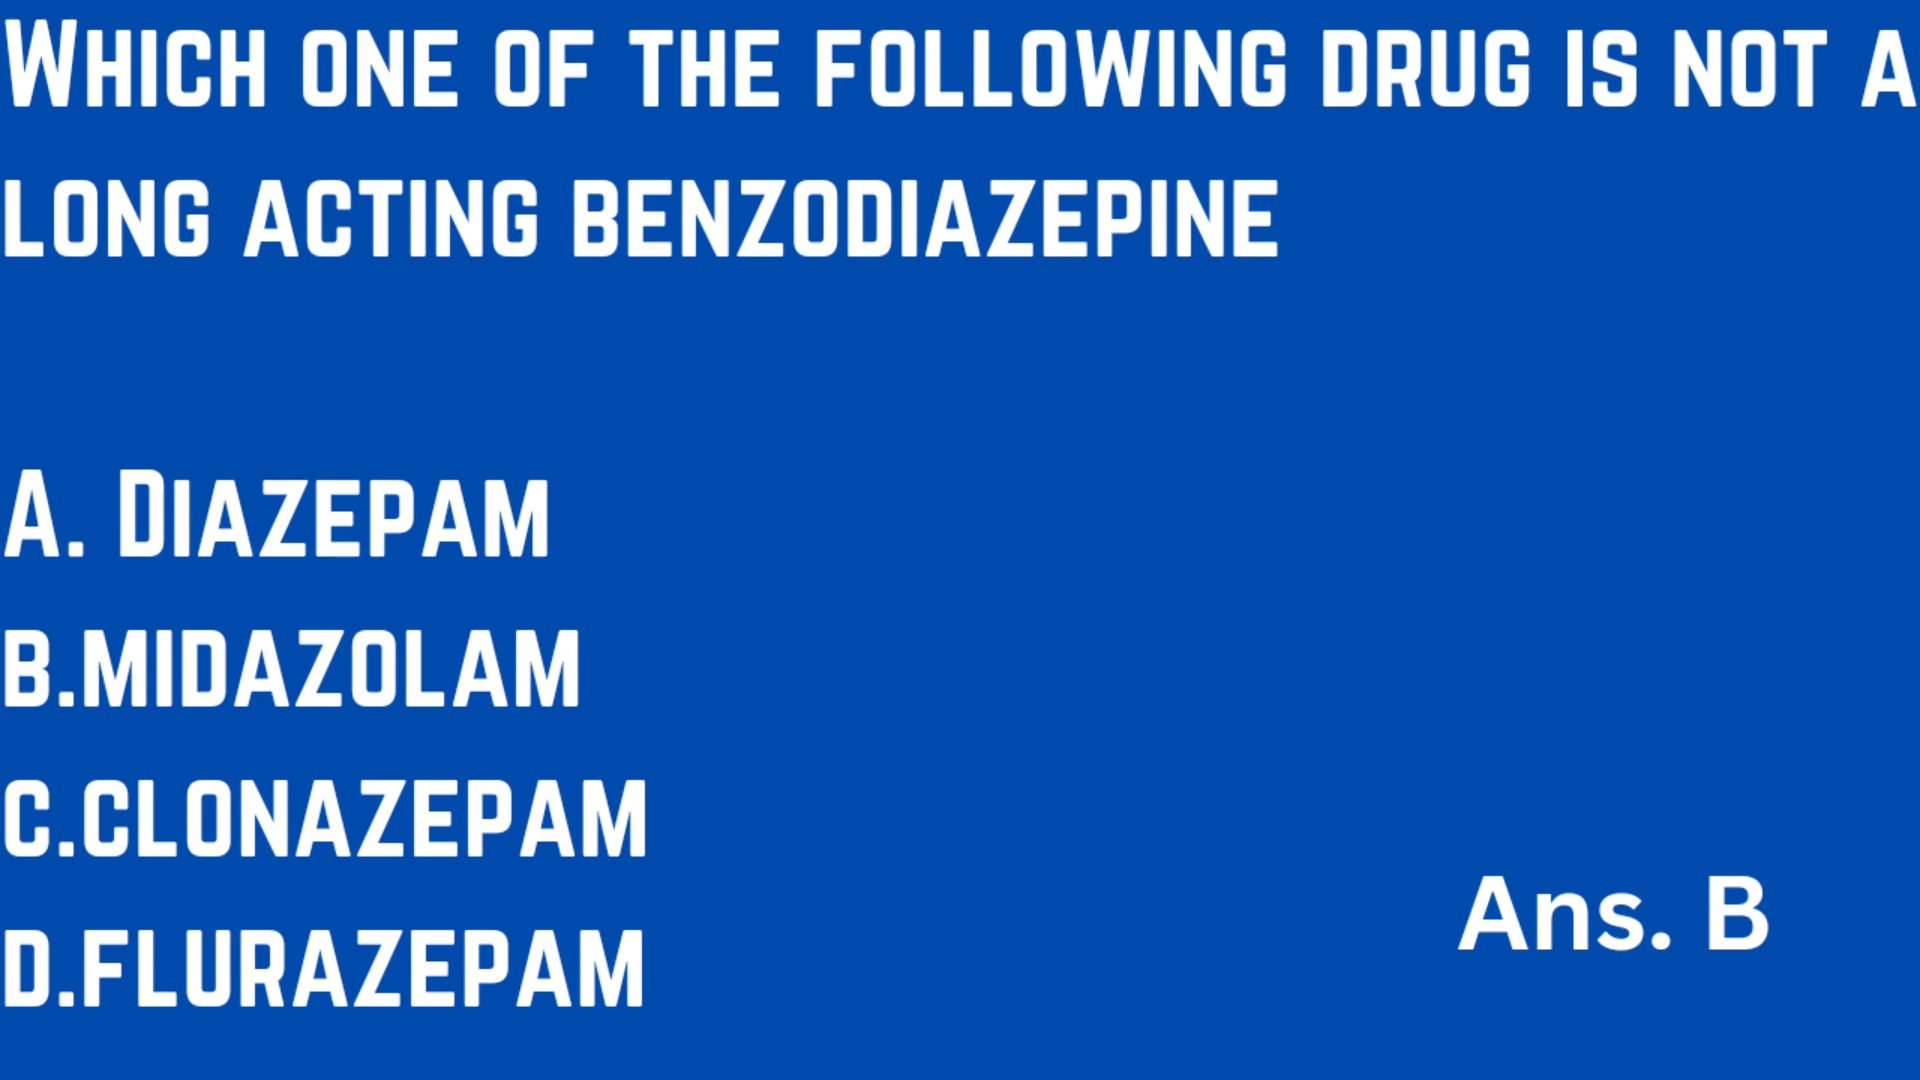 Which one of the following drug is not a
long acting benzodiazepine
A. Diazepam
B.midazolam
C.clonazepam
D.flurazepam
Ans. B